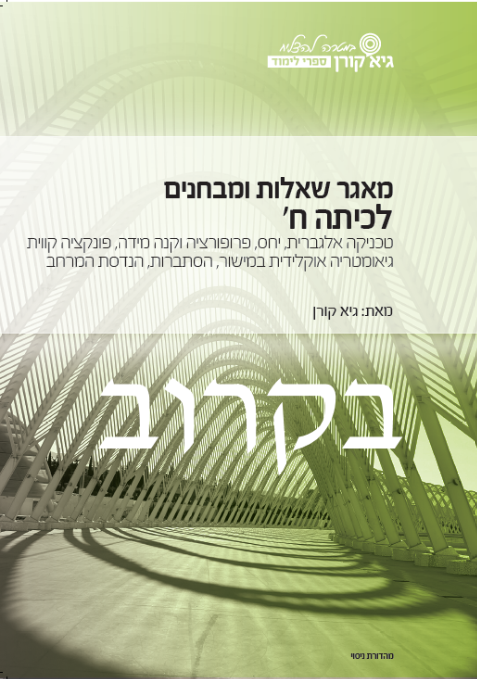 במטרה להצליח
גיא קורן ספרי לימוד
מאגר שאלות ומבחנים
לכיתה ח'
טכניקה אלגברית, יחס, פרופורציה וקנה מידה, פונקציה קווית
גיאומטריה אוקלידית במישור, הסתברות, הנדסת המרחב
מאת: גיא קורן
בקרוב
מהדורת ניסוי